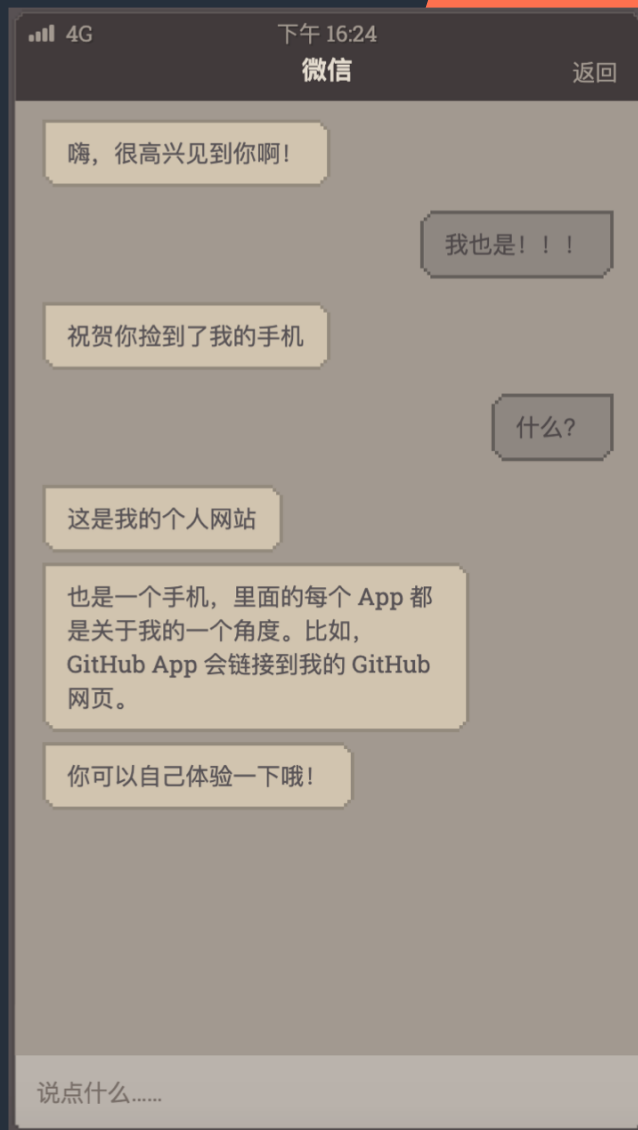 4G
下午 16:24
微信
返回
嗨，很高兴见到你啊！
我也是！！！
祝贺你捡到了我的手机
什么？
这是我的个人网站
也是一个手机，里面的每个 App 都
是关于我的一个角度。比如，
GitHub App 会链接到我的 GitHub
网页。
你可以自己体验一下哦！
说点什么……